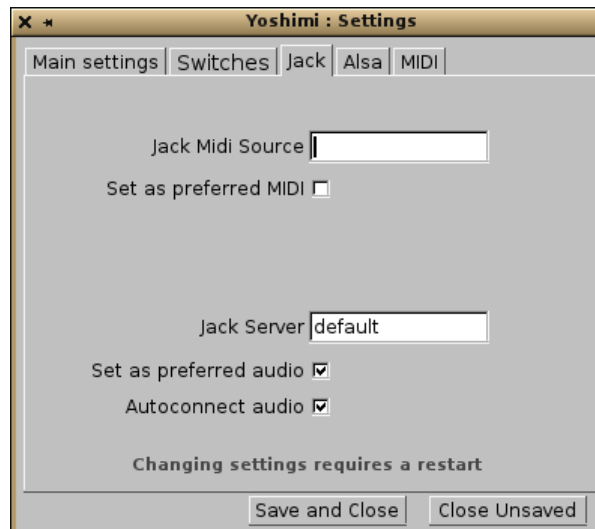 Yoshimi : Settings
Main settings Switches Jack Alsa MIDI
Jack Midi Source
Set as preferred MIDI
Jack Server default
Set as preferred audio
Autoconnect audio
Changing settings requires a restart
Save and Close Close Unsaved